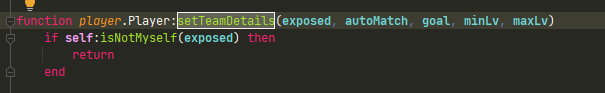 function player.Player:setTeamDetails(exposed, autoMatch, goal, minLv, maxLv)
if self:isNotMyself(exposed) then
return
end